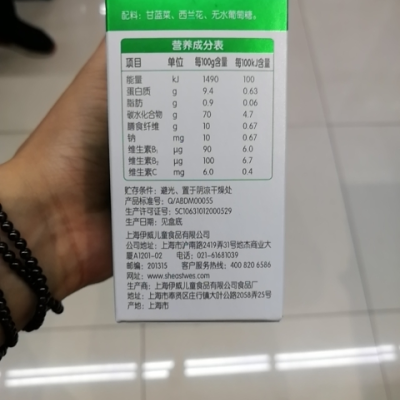 配料：甘蓝菜、西兰花、无水葡萄糖。
营养成分表
项目 单位 每100g含量 每100kJ含量
能量 kJ 1490 100
蛋白质 g 9.4 0.63
脂肪 g 0.9 0.06
碳水化合物 g 70 4.7
膳食纤维 g 10 0.67
钠 mg 10 0.67
维生素B₁ μg 90 6.0
维生素B₂ μg 100 6.7
维生素C mg 6.0 0.4
贮存条件：避光、置于阴凉干燥处
产品标准号：Q/ABDM0005S
生产许可证号：SC10631012000529
生产日期：见盒底
上海伊威儿童食品有限公司
公司地址：上海市沪南路2419弄31号地杰商业大
厦A1201-02 电话：021-61681039
邮编：201315 客户服务热线：400 820 6586
网址：www.sheastwes.com
生产商：上海伊威儿童食品有限公司食品厂
地址：上海市奉贤区庄行镇大叶公路2058弄25号
产地：上海市